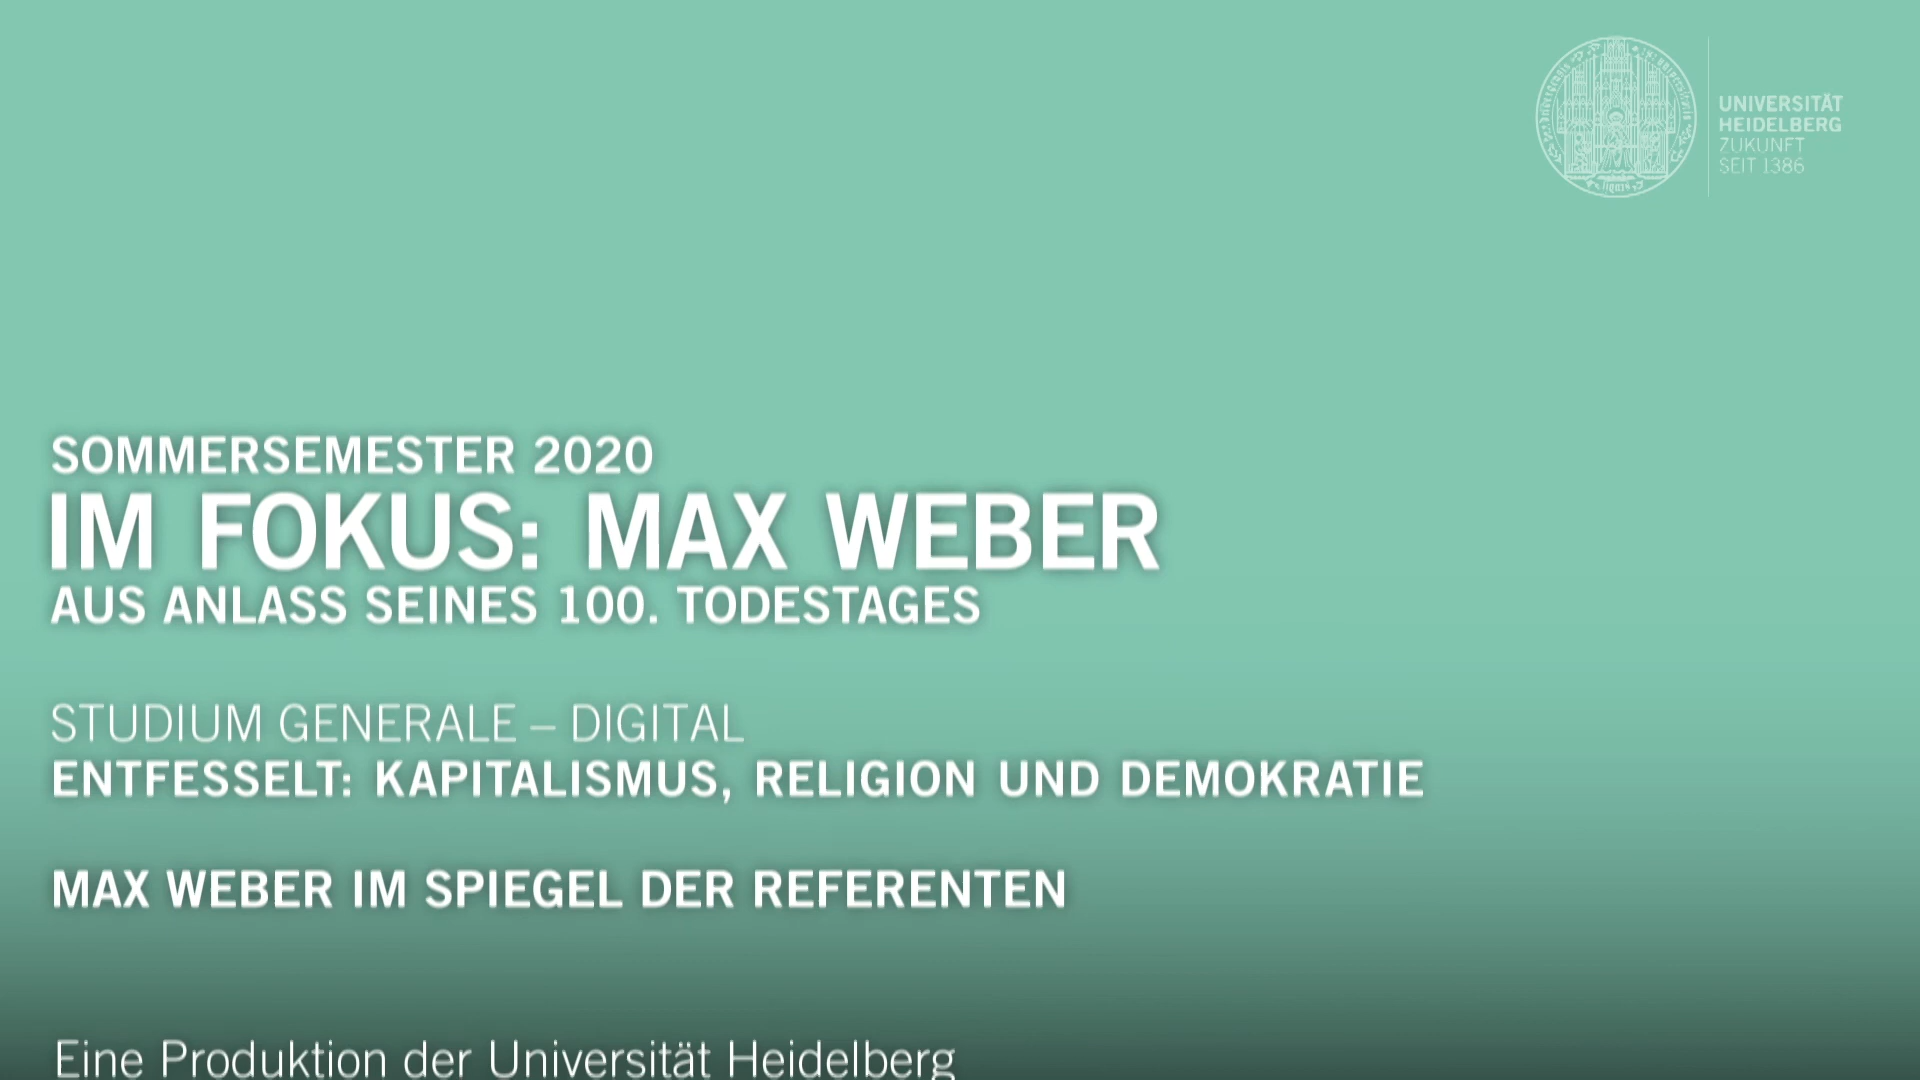 UNIVERSITÄT
HEIDELBERG
ZUKUNFT
SEIT 1386
SOMMERSEMESTER 2020
IM FOKUS: MAX WEBER
AUS ANLASS SEINES 100. TODESTAGES
STUDIUM GENERALE – DIGITAL
ENTFESSELT: KAPITALISMUS, RELIGION UND DEMOKRATIE
MAX WEBER IM SPIEGEL DER REFERENTEN
Eine Produktion der Universität Heidelberg